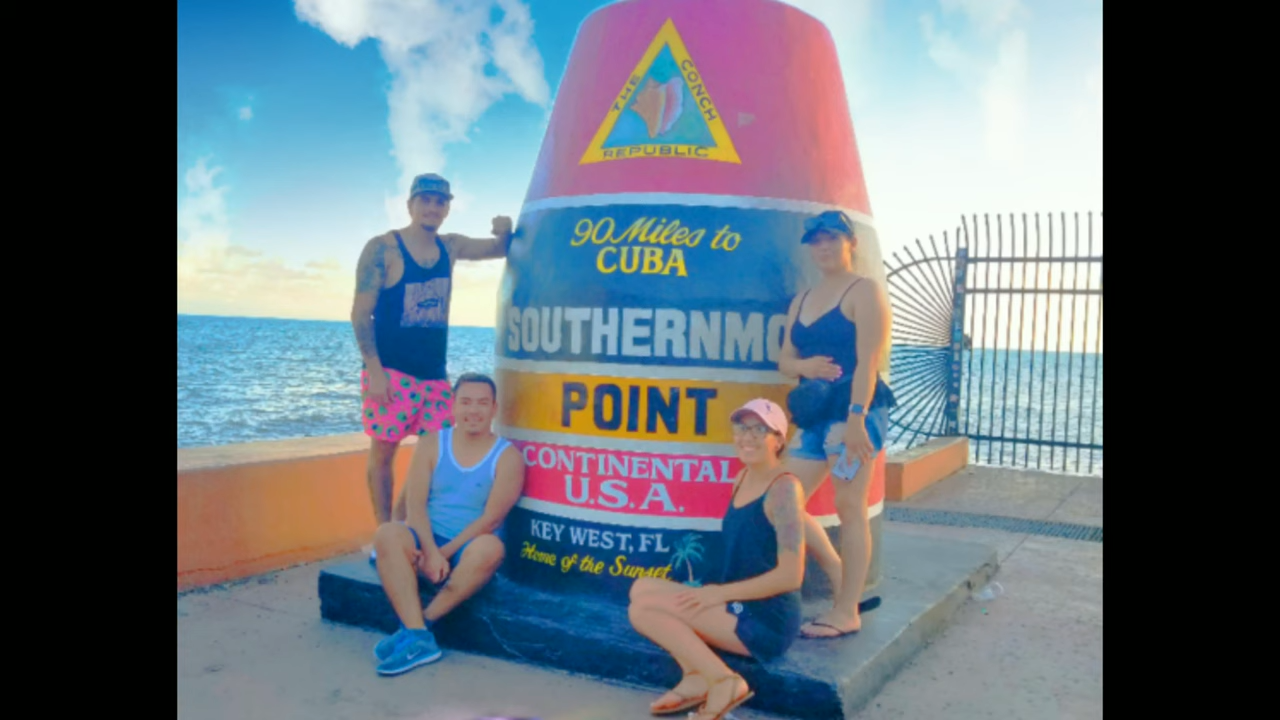 THE CONCH
REPUBLIC
90 Miles to
CUBA
SOUTHERNMO
POINT
CONTINENTAL
U.S.A.
KEY WEST, FL
Home of the Sunset